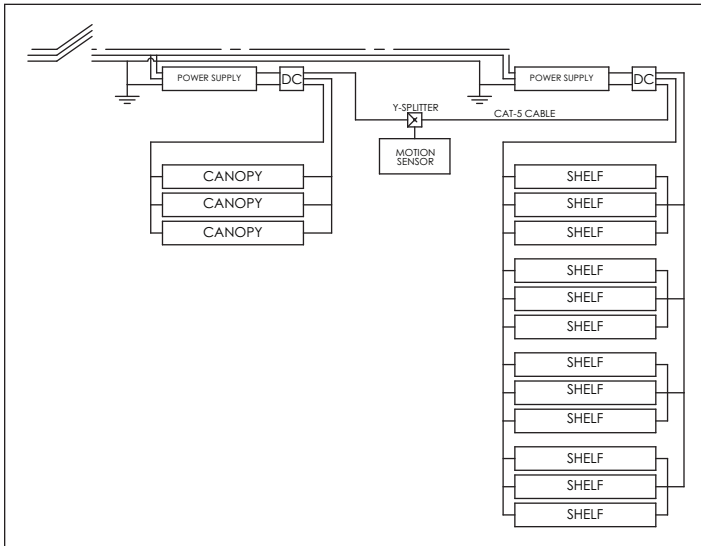 POWER SUPPLY
DC
Y-SPLITTER
CAT-5 CABLE
POWER SUPPLY
DC
MOTION
SENSOR
CANOPY
CANOPY
CANOPY
SHELF
SHELF
SHELF
SHELF
SHELF
SHELF
SHELF
SHELF
SHELF
SHELF
SHELF
SHELF